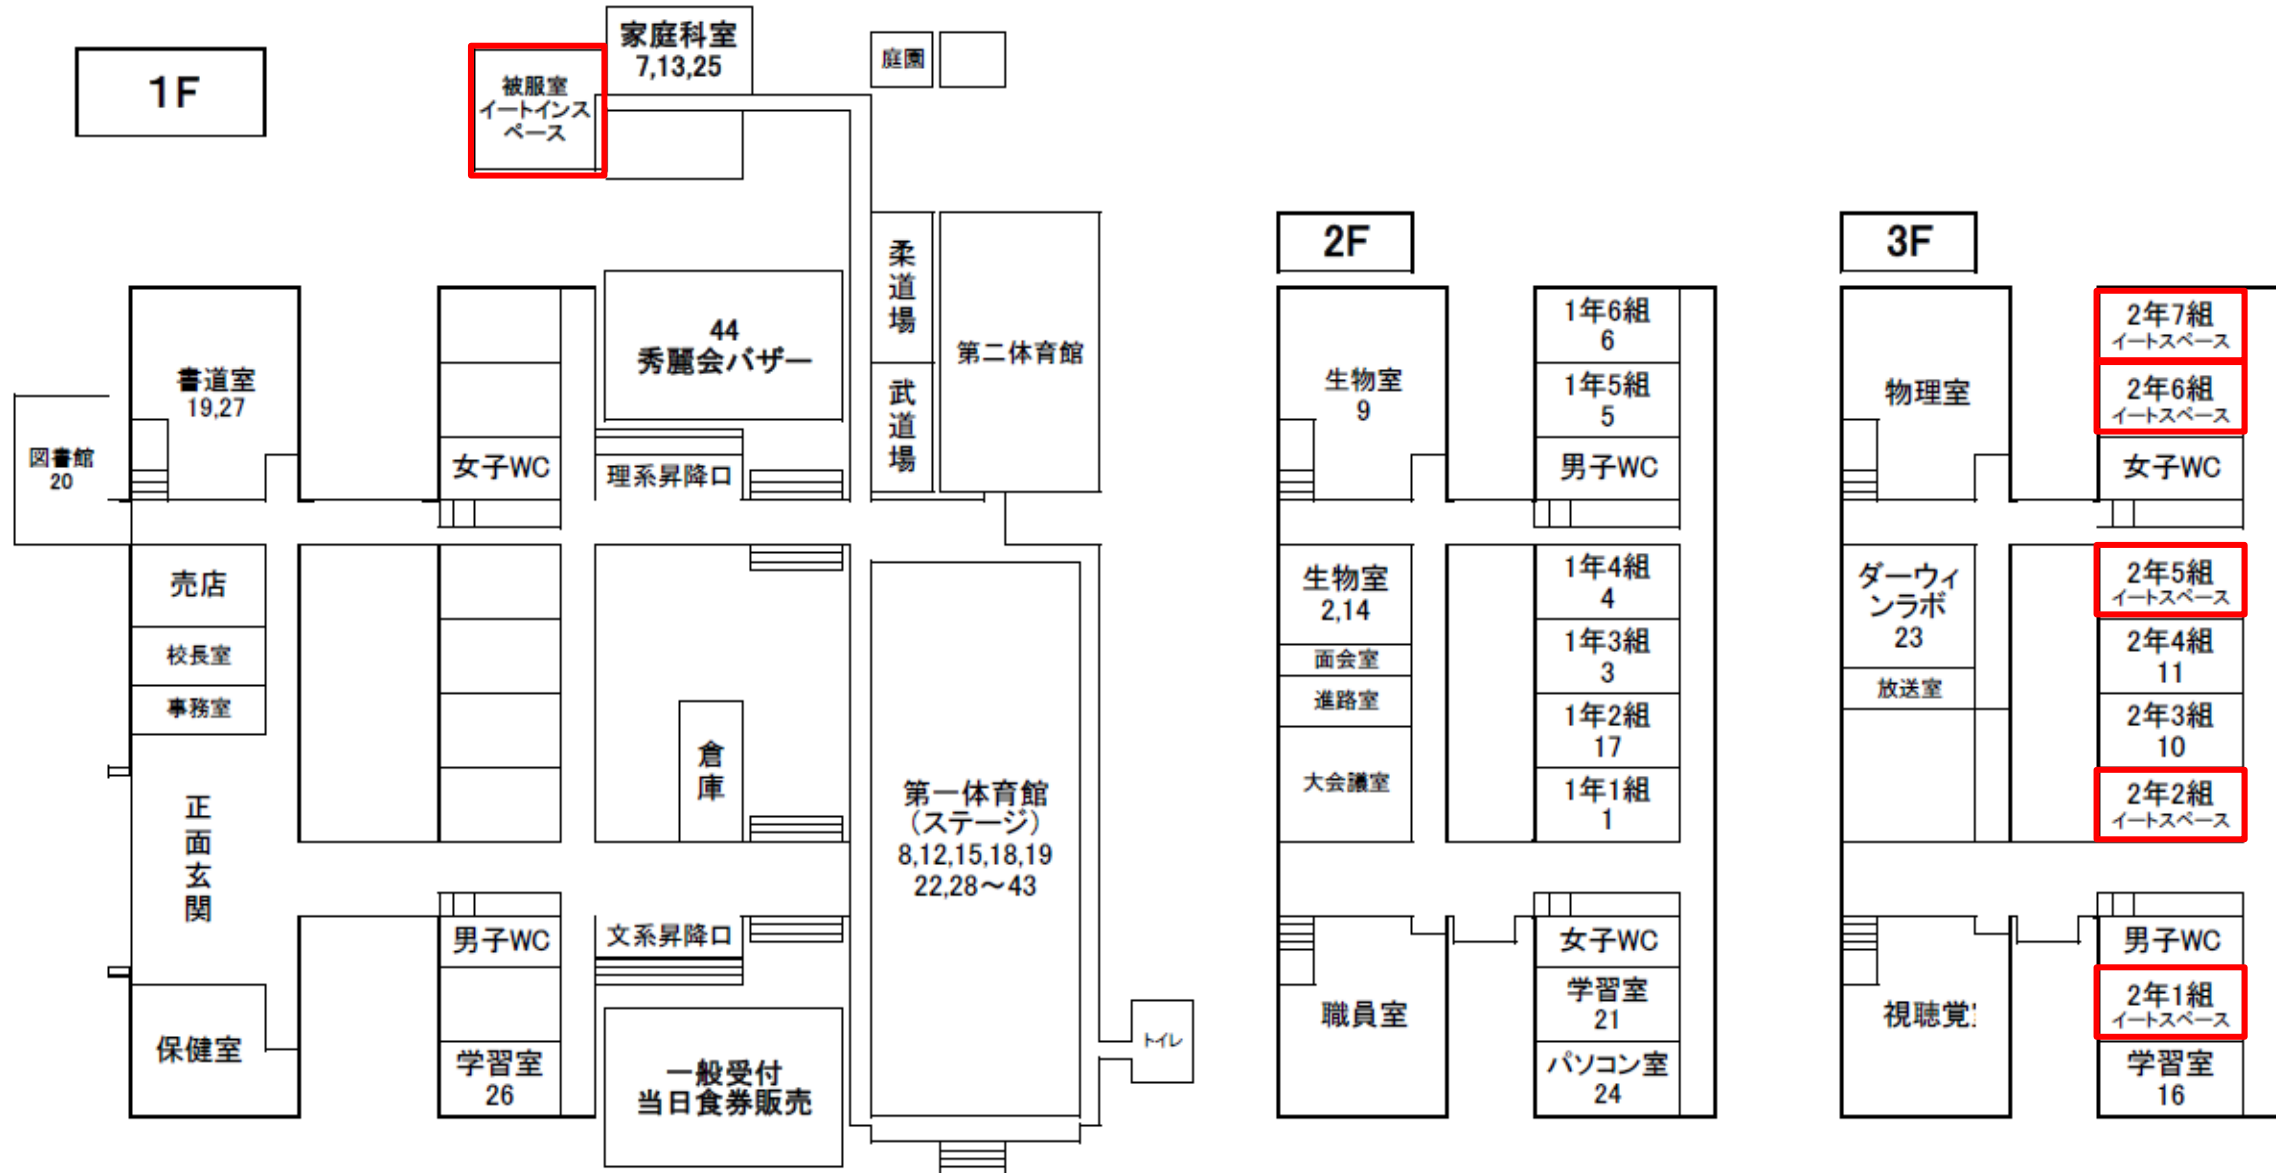 1F
家庭科室
7,13,25
被服室
イートインス
ペース
庭園
44
秀麗会バザー
柔道場
武道場
第二体育館
書道室
19,27
図書館
20
女子WC
理系昇降口
売店
校長室
事務室
正面玄関
倉庫
第一体育館
（ステージ）
8,12,15,18,19
22,28～43
男子WC
文系昇降口
保健室
学習室
26
一般受付
当日食券販売
トイレ
2F
生物室
9
1年6組
6
1年5組
5
男子WC
生物室
2,14
面会室
進路室
大会議室
1年4組
4
1年3組
3
1年2組
17
1年1組
1
女子WC
職員室
学習室
21
パソコン室
24
3F
物理室
2年7組
イートスペース
2年6組
イートスペース
女子WC
ダーウィ
ンラボ
23
放送室
2年5組
イートスペース
2年4組
11
2年3組
10
2年2組
イートスペース
男子WC
視聴覚
2年1組
イートスペース
学習室
16